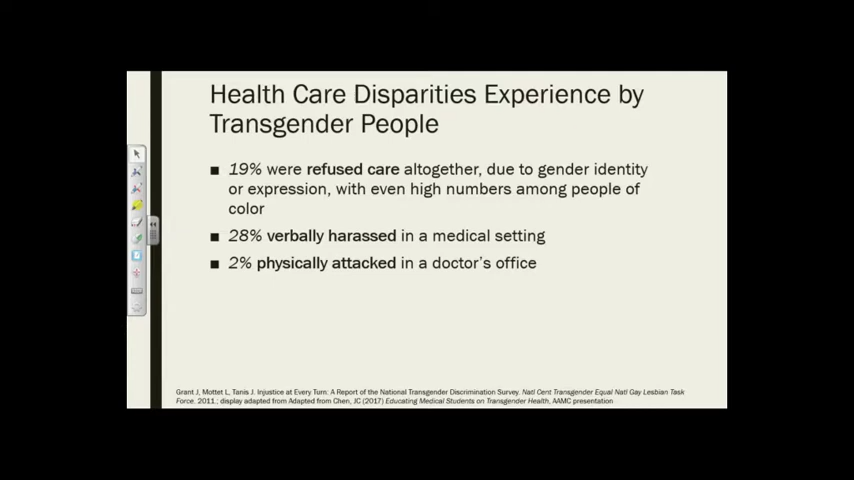 Health Care Disparities Experience by
Transgender People
■ 19% were refused care altogether, due to gender identity
or expression, with even high numbers among people of
color
■ 28% verbally harassed in a medical setting
■ 2% physically attacked in a doctor's office
Grant J, Mottet L, Tanis J. Injustice at Every Turn: A Report of the National Transgender Discrimination Survey. Natl Cent Transgender Equal Natl Gay Lesbian Task
Force. 2011.; display adapted from Adapted from Chen, JC (2017) Educating Medical Students on Transgender Health, AAMC presentation